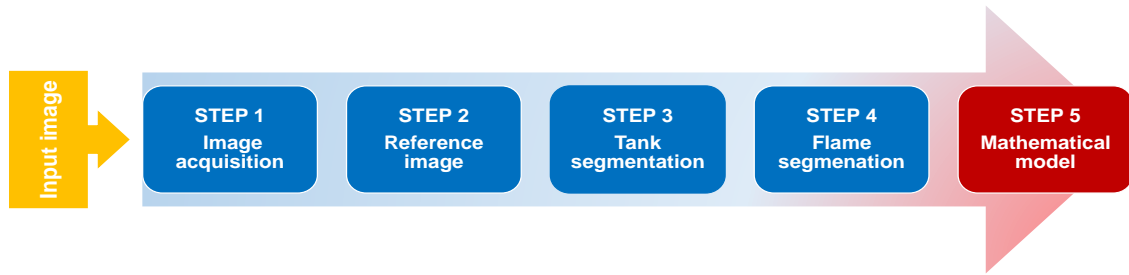 Input image
STEP 1
Image
acquisition
STEP 2
Reference
image
STEP 3
Tank
segmentation
STEP 4
Flame
segmenation
STEP 5
Mathematical
model